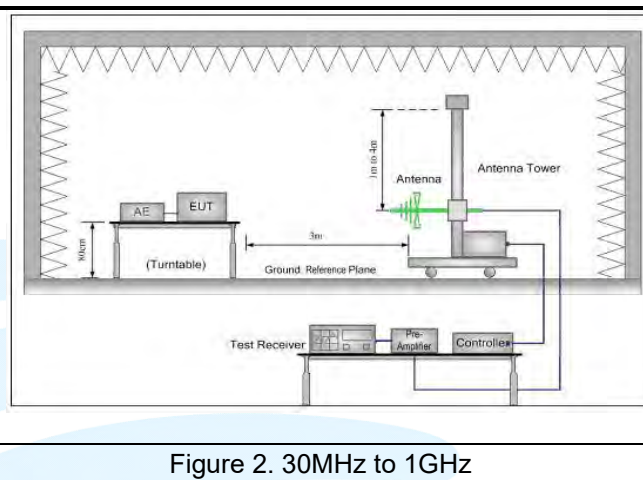 1m to 4m
Antenna
Antenna Tower
AE
EUT
80cm
(Turntable)
3m
Ground Reference Plane
Test Receiver
Pre-
Amplifier
Controller
Figure 2. 30MHz to 1GHz